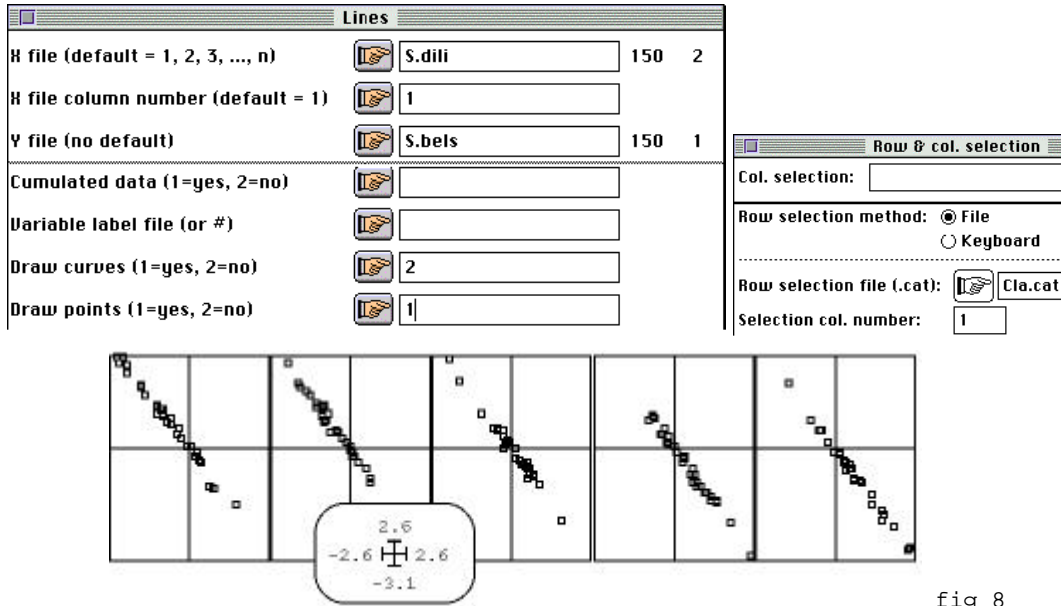 Lines
X file (default = 1, 2, 3, ..., n) S.dili 150 2
X file column number (default = 1) 1
Y file (no default) S.bels 150 1
Cumulated data (1=yes, 2=no)
Variable label file (or #)
Draw curves (1=yes, 2=no) 2
Draw points (1=yes, 2=no) 1
Row & col. selection
Col. selection:
Row selection method: File
Keyboard
Row selection file (.cat): Cla.cat
Selection col. number: 1
2.6
-2.6 2.6
-3.1
fig 8